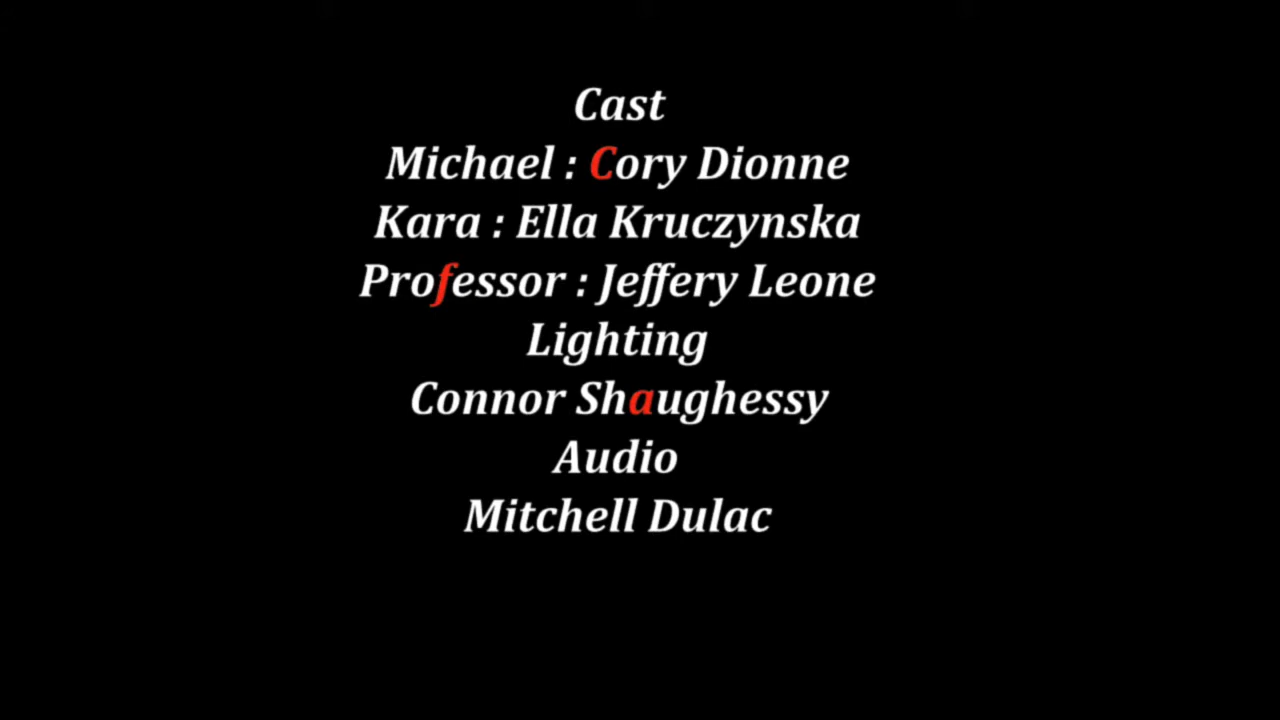 Cast
Michael : Cory Dionne
Kara : Ella Kruczynska
Professor : Jeffery Leone
Lighting
Connor Shaughessy
Audio
Mitchell Dulac